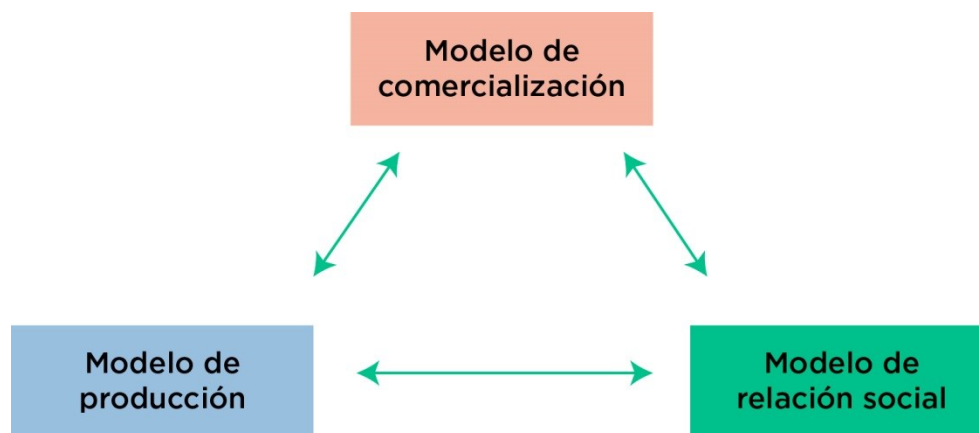 Modelo de
comercialización
Modelo de
producción
Modelo de
relación social